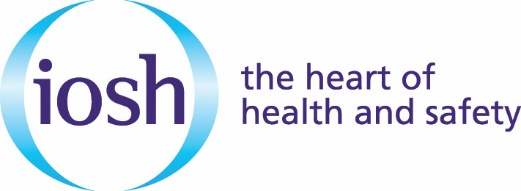 iosh
the heart of
health and safety